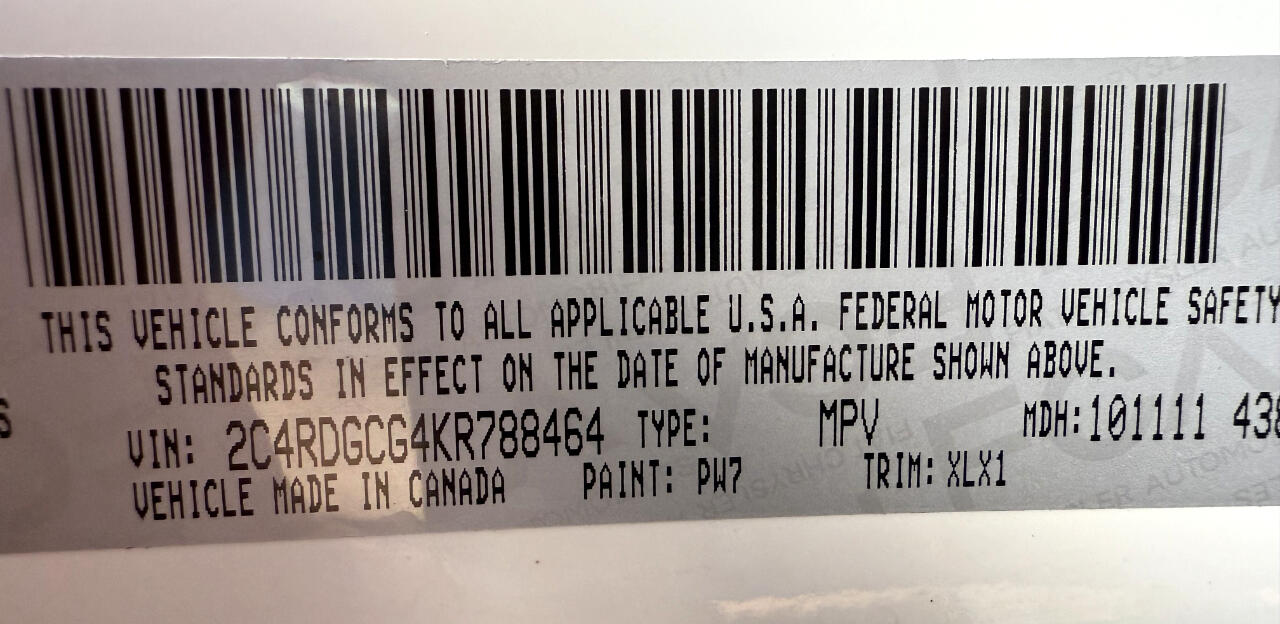 THIS VEHICLE CONFORMS TO ALL APPLICABLE U.S.A. FEDERAL MOTOR VEHICLE SAFETY
STANDARDS IN EFFECT ON THE DATE OF MANUFACTURE SHOWN ABOVE.
VIN: 2C4RDGCG4KR788464 TYPE: MPV MDH: 101111 43
VEHICLE MADE IN CANADA PAINT: PW7 TRIM: XLX1